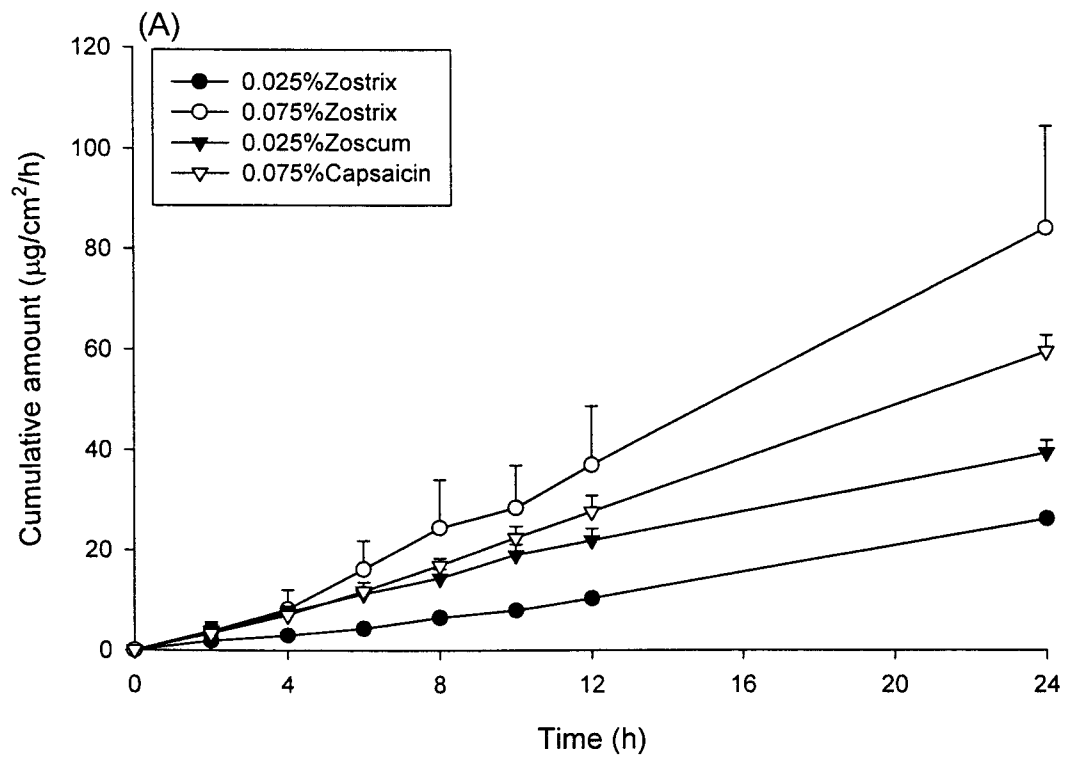 (A)
120
100
80
60
40
20
0
Cumulative amount (μg/cm²/h)
0.025%Zostrix
0.075%Zostrix
0.025%Zoscum
0.075%Capsaicin
0 4 8 12 16 20 24
Time (h)